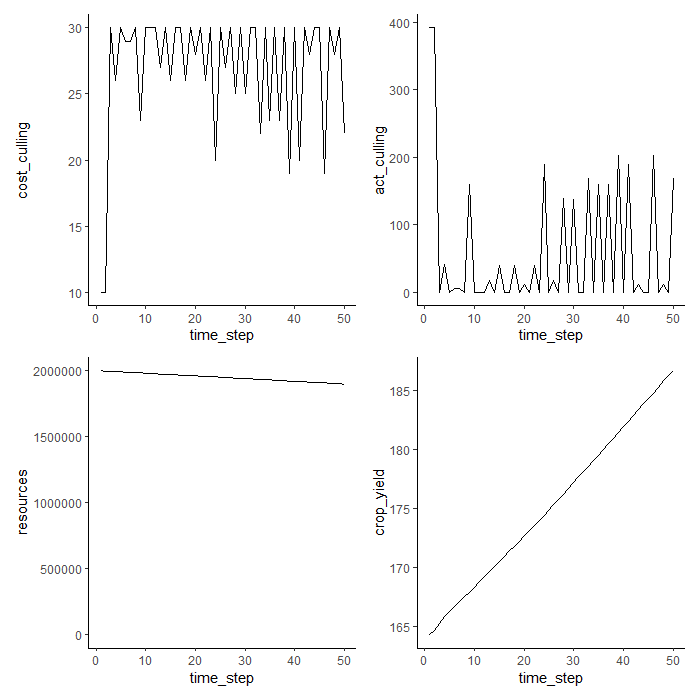 cost_culling
30
25
20
15
10
0 10 20 30 40 50
time_step
act_culling
400
300
200
100
0
0 10 20 30 40 50
time_step
resources
2000000
1500000
1000000
500000
0
0 10 20 30 40 50
time_step
crop_yield
185
180
175
170
165
0 10 20 30 40 50
time_step